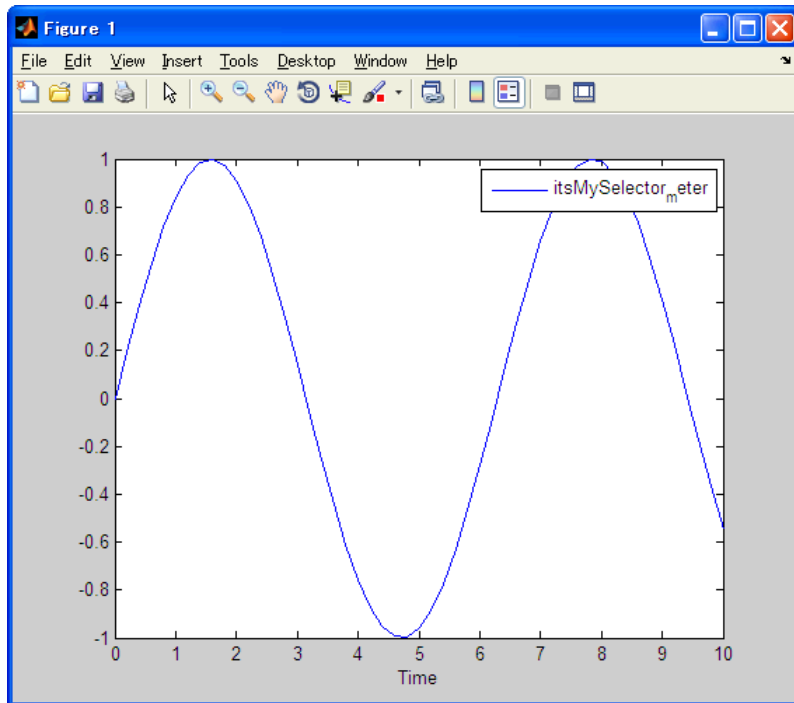 Figure 1
File Edit View Insert Tools Desktop Window Help
itsMySelector_meter
1
0.8
0.6
0.4
0.2
0
-0.2
-0.4
-0.6
-0.8
-1
0 1 2 3 4 5 6 7 8 9 10
Time